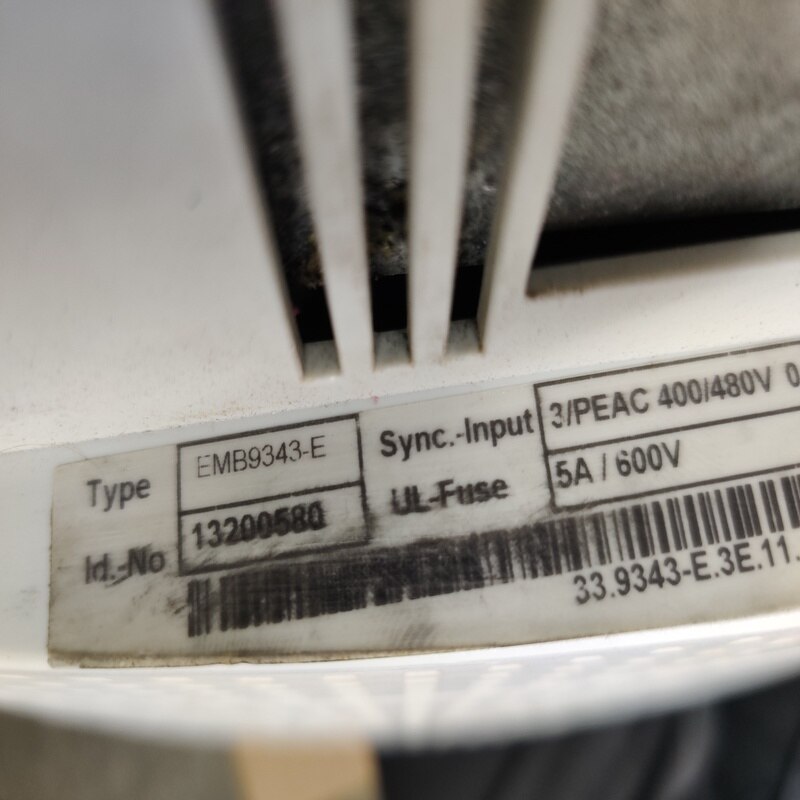 Type EMB9343-E Sync.-Input 3/PEAC 400/480V 0
Id.-No 13200580 UL-Fuse 5A / 600V
33.9343-E.3E.11.